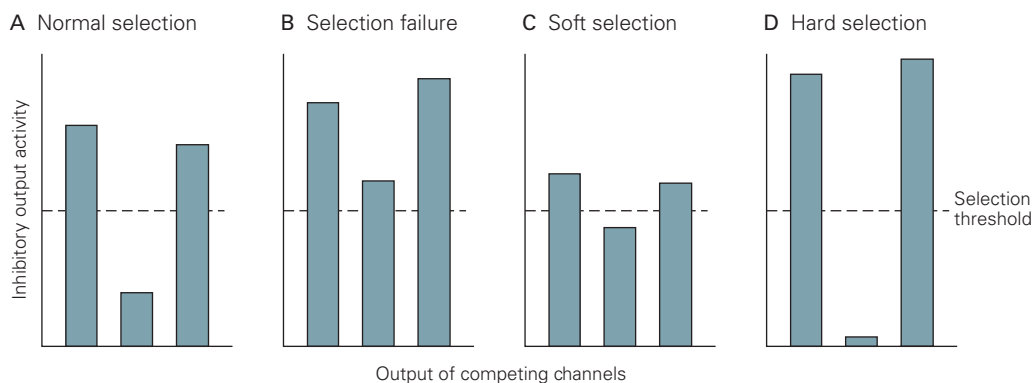 A Normal selection
B Selection failure
C Soft selection
D Hard selection
Inhibitory output activity
Selection
threshold
Output of competing channels